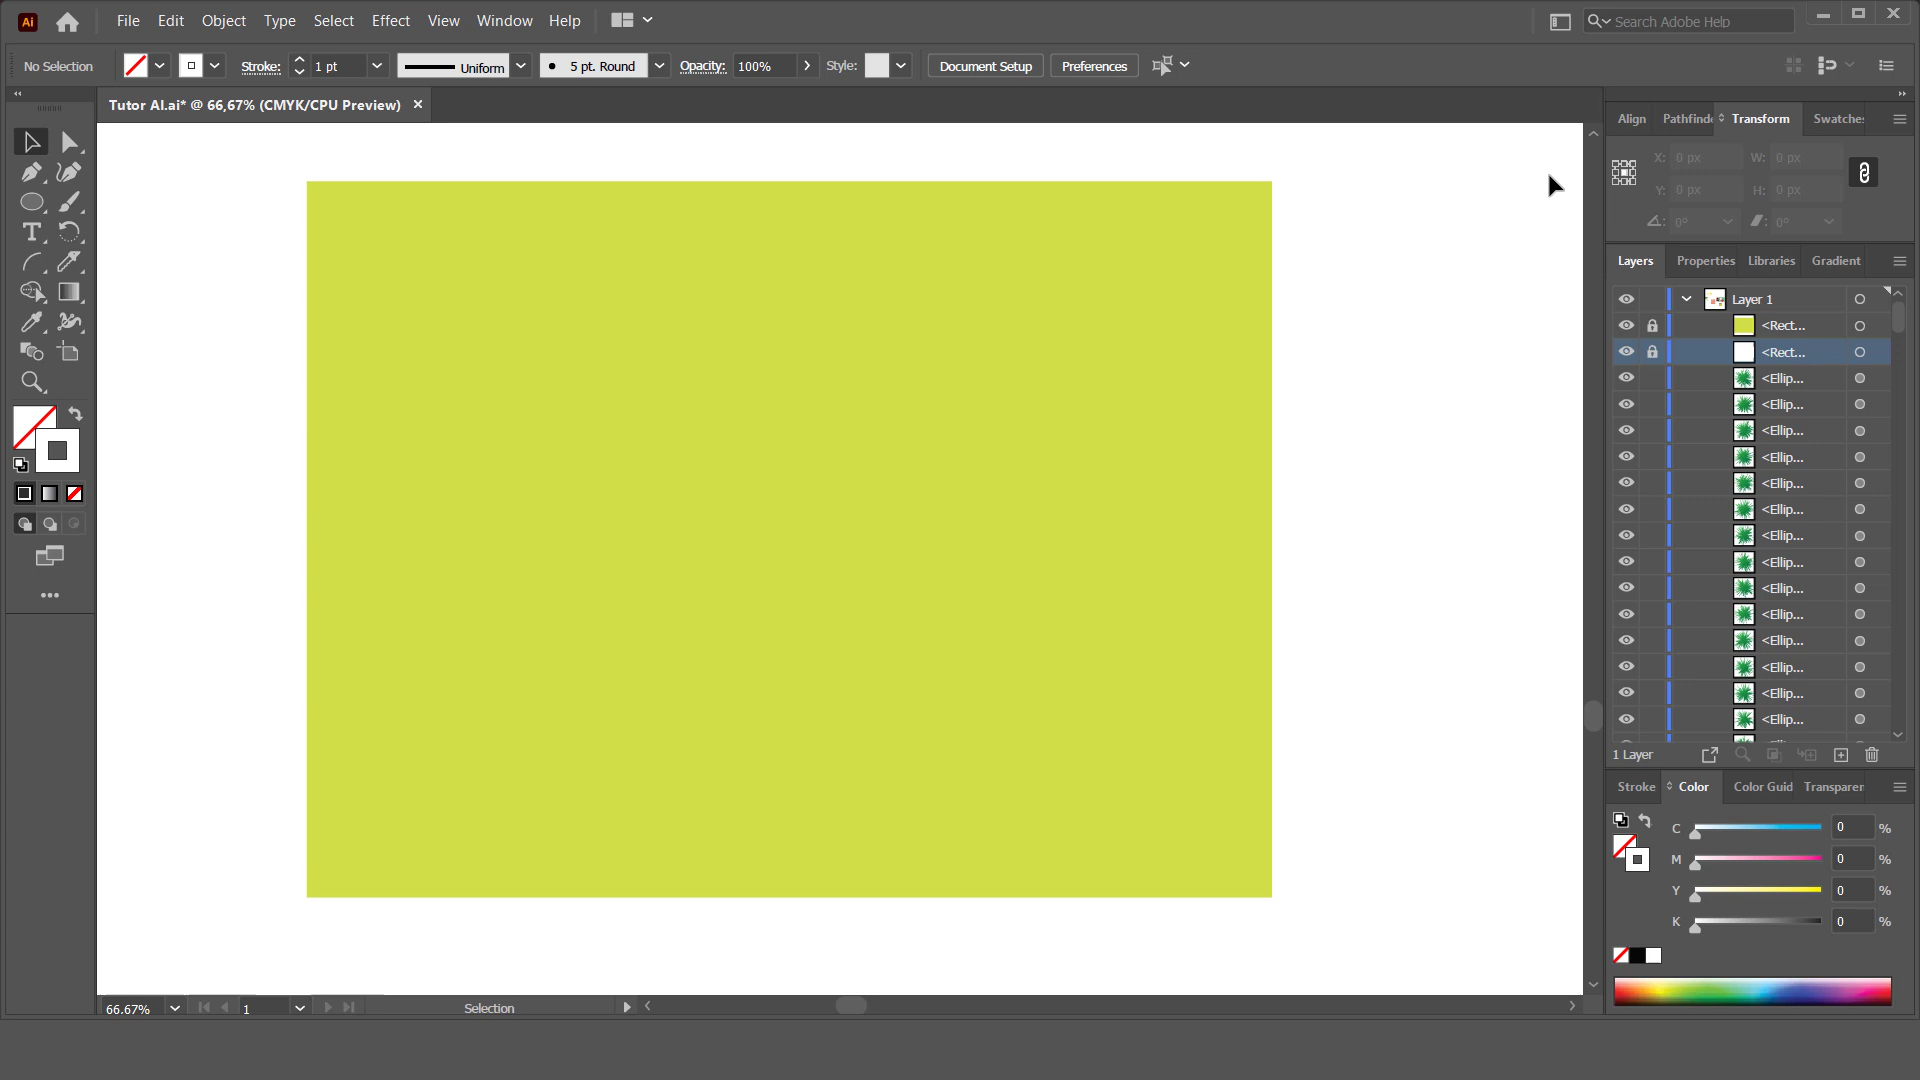 Ai File Edit Object Type Select Effect View Window Help Search Adobe Help
No Selection Stroke: 1 pt Uniform 5 pt. Round Opacity: 100% Style: Document Setup Preferences
Tutor AI.ai* @ 66,67% (CMYK/CPU Preview)
Align Pathfinde Transform Swatches
X: 0 px W: 0 px
Y: 0 px H: 0 px
0° 0°
Layers Properties Libraries Gradient
Layer 1
<Rect...
<Rect...
<Ellip...
<Ellip...
<Ellip...
<Ellip...
<Ellip...
<Ellip...
<Ellip...
<Ellip...
<Ellip...
<Ellip...
<Ellip...
<Ellip...
<Ellip...
<Ellip...
1 Layer
Stroke Color Color Guid Transparen
C 0 %
M 0 %
Y 0 %
K 0 %
66,67% 1 Selection